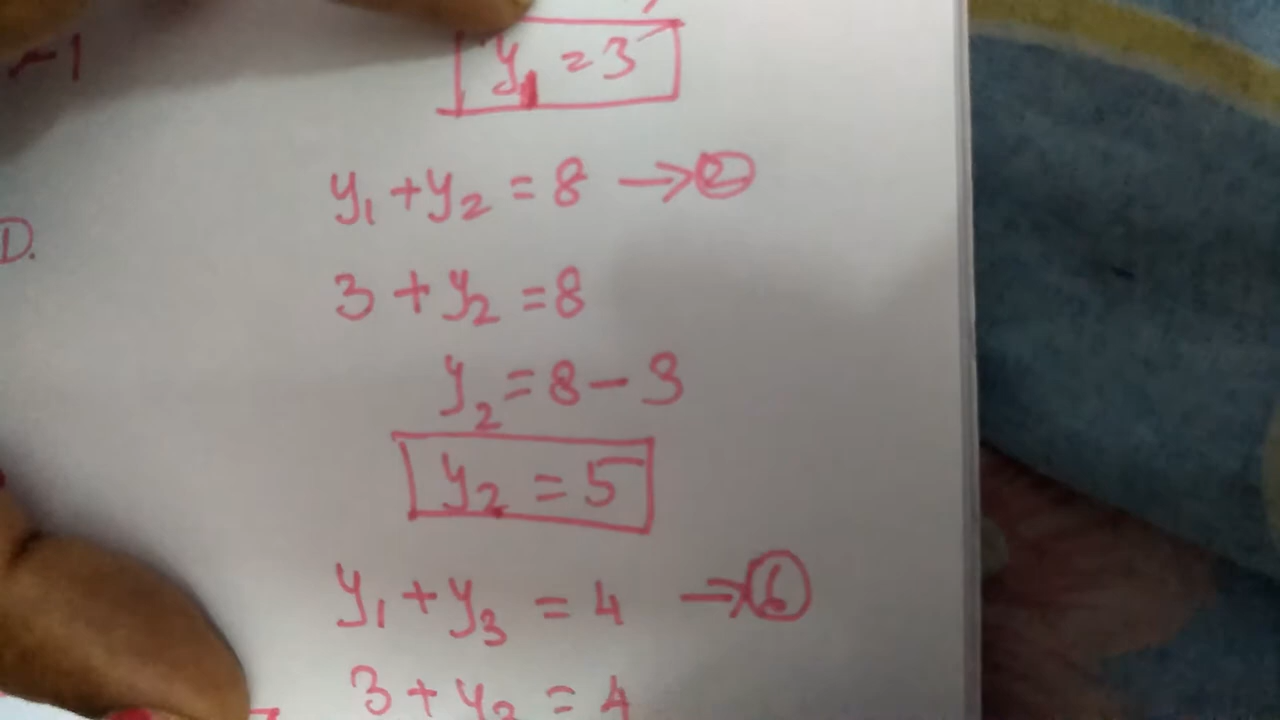 -1
y₁ = 3
y₁ + y₂ = 8 → ②
D.
3 + y₂ = 8
y₂ = 8 - 3
y₂ = 5
y₁ + y₃ = 4 → ⑥
3 + y₃ = 4